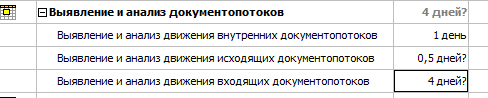 Выявление и анализ документопотоков 4 дней?
Выявление и анализ движения внутренних документопотоков 1 день
Выявление и анализ движения исходящих документопотоков 0,5 дней?
Выявление и анализ движения входящих документопотоков 4 дней?